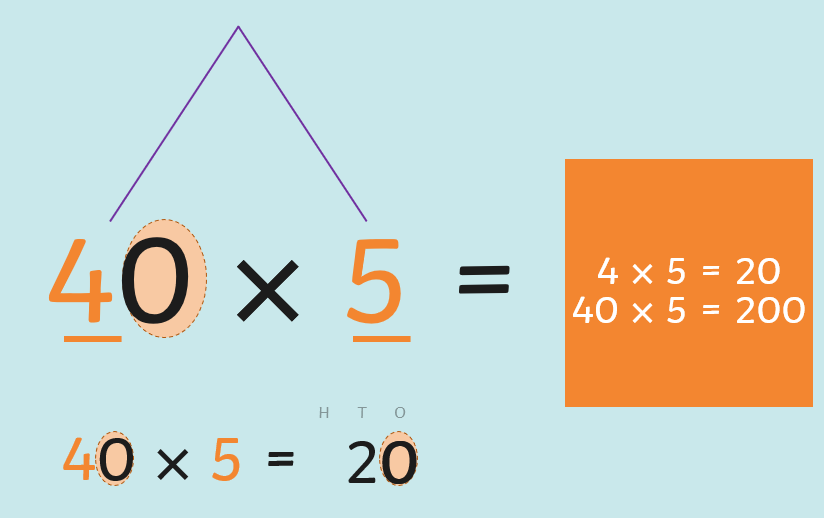 40 × 5 =
4 × 5 = 20
40 × 5 = 200
H T O
40 × 5 = 20